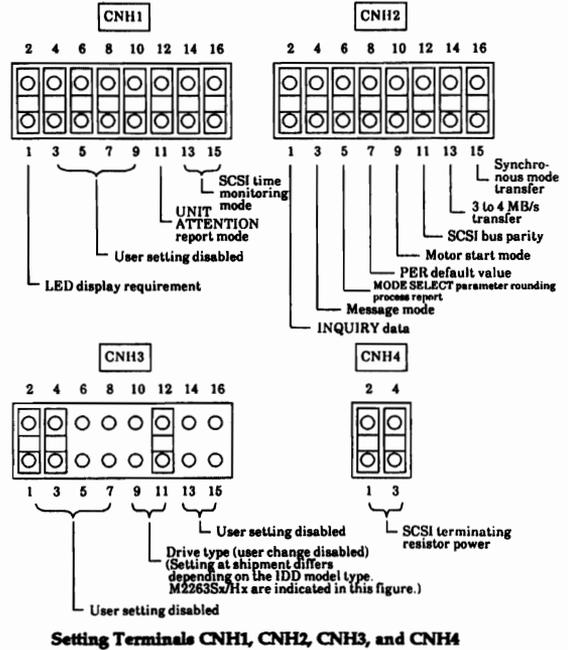 CNH1
2 4 6 8 10 12 14 16
1 3 5 7 9 11 13 15
SCSI time
monitoring
mode
UNIT
ATTENTION
report mode
User setting disabled
LED display requirement
CNH2
2 4 6 8 10 12 14 16
1 3 5 7 9 11 13 15
Synchro-
nous mode
transfer
3 to 4 MB/s
transfer
SCSI bus parity
Motor start mode
PER default value
MODE SELECT parameter rounding
process report
Message mode
INQUIRY data
CNH3
2 4 6 8 10 12 14 16
1 3 5 7 9 11 13 15
User setting disabled
Drive type (user change disabled)
(Setting at shipment differs
depending on the IDD model type.
M2263Sx/Hx are indicated in this figure.)
User setting disabled
CNH4
2 4
1 3
SCSI terminating
resistor power
Setting Terminals CNH1, CNH2, CNH3, and CNH4